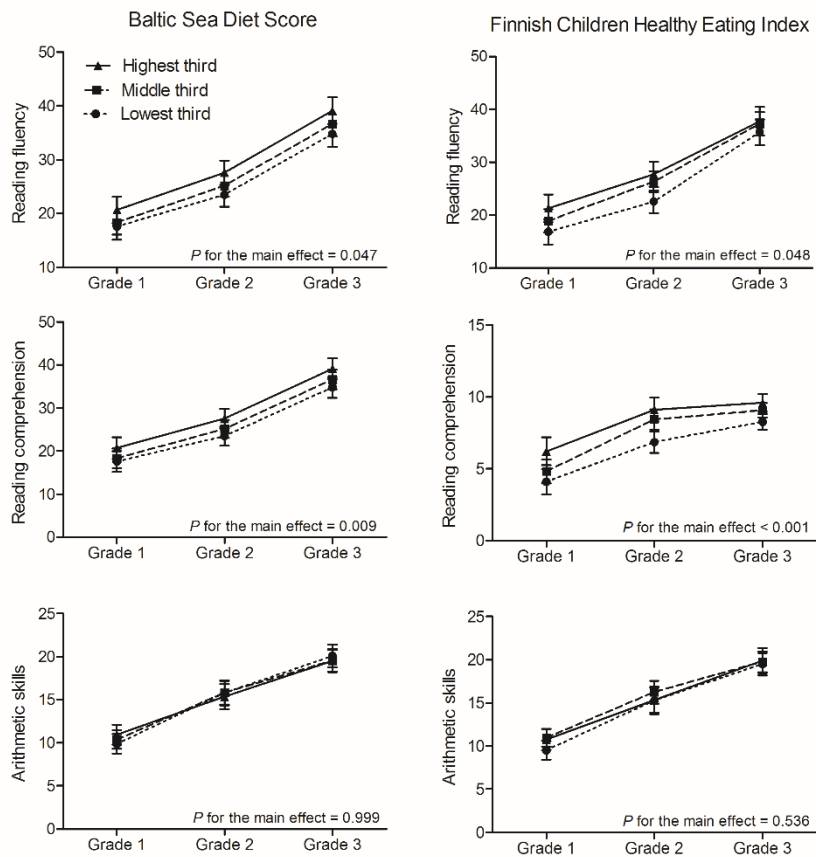 Baltic Sea Diet Score
Finnish Children Healthy Eating Index
Reading fluency
50
40
30
20
10
Highest third
Middle third
Lowest third
P for the main effect = 0.047
Grade 1 Grade 2 Grade 3
Reading fluency
50
40
30
20
10
P for the main effect = 0.048
Grade 1 Grade 2 Grade 3
Reading comprehension
50
40
30
20
10
0
P for the main effect = 0.009
Grade 1 Grade 2 Grade 3
Reading comprehension
15
10
5
0
P for the main effect < 0.001
Grade 1 Grade 2 Grade 3
Arithmetic skills
25
20
15
10
5
0
P for the main effect = 0.999
Grade 1 Grade 2 Grade 3
Arithmetic skills
25
20
15
10
5
0
P for the main effect = 0.536
Grade 1 Grade 2 Grade 3